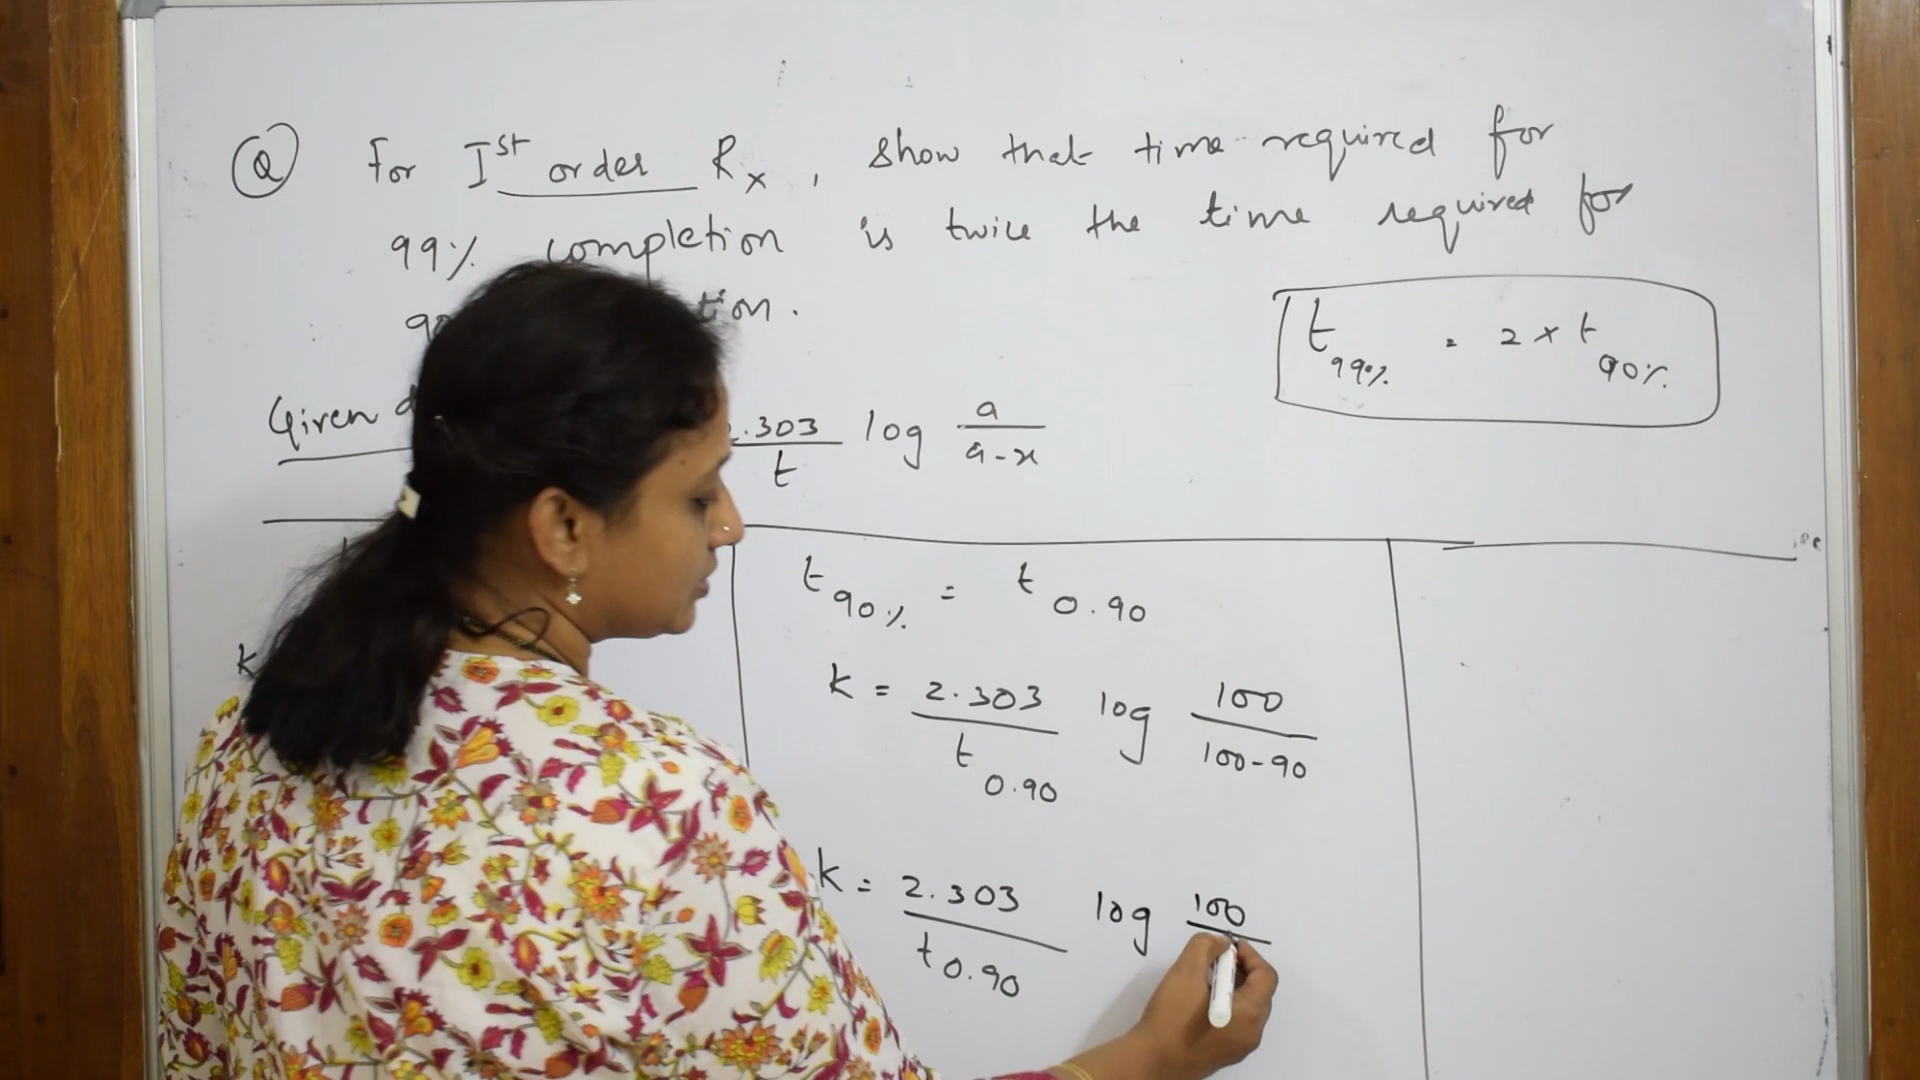 Q For Ist order Rx, show that time required for
99% completion is twice the time required for
tion.
t99% = 2 x t90%
Given
.303/t log a/a-x
t90% = t0.90
k
k = 2.303/t0.90 log 100/100-90
k = 2.303/t0.90 log 100